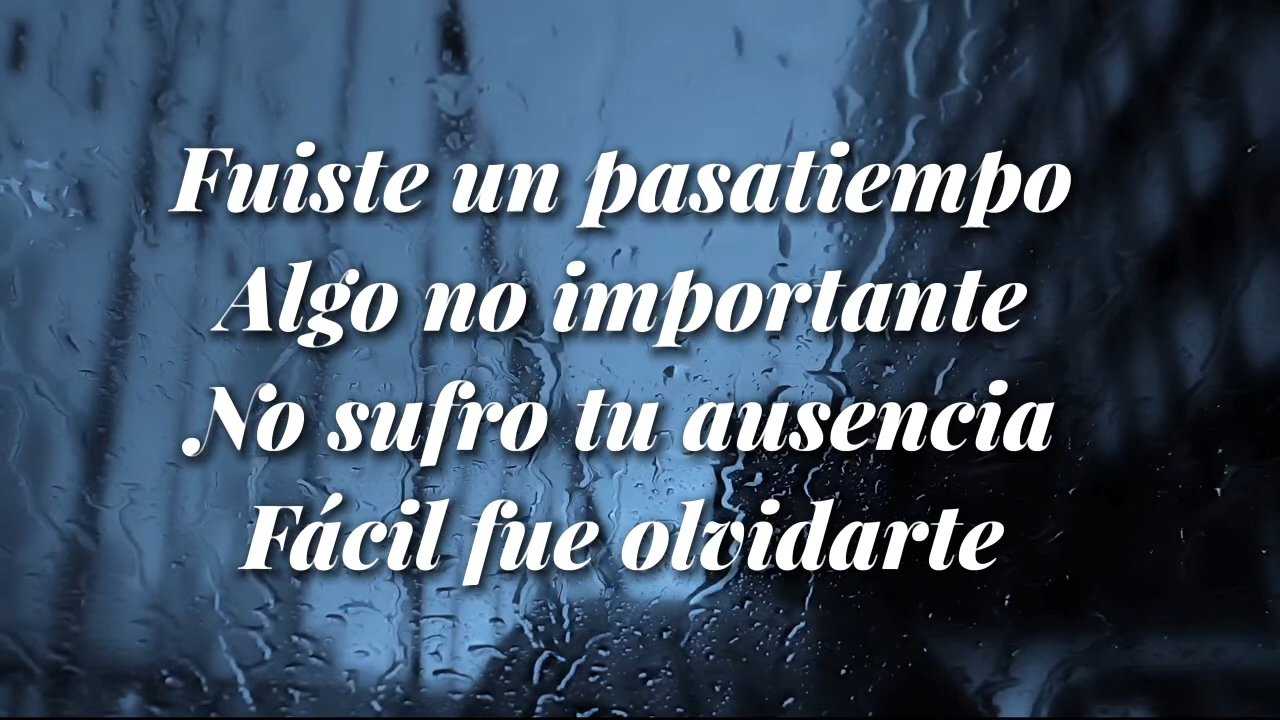 Fuiste un pasatiempo
Algo no importante
No sufro tu ausencia
Fácil fue olvidarte